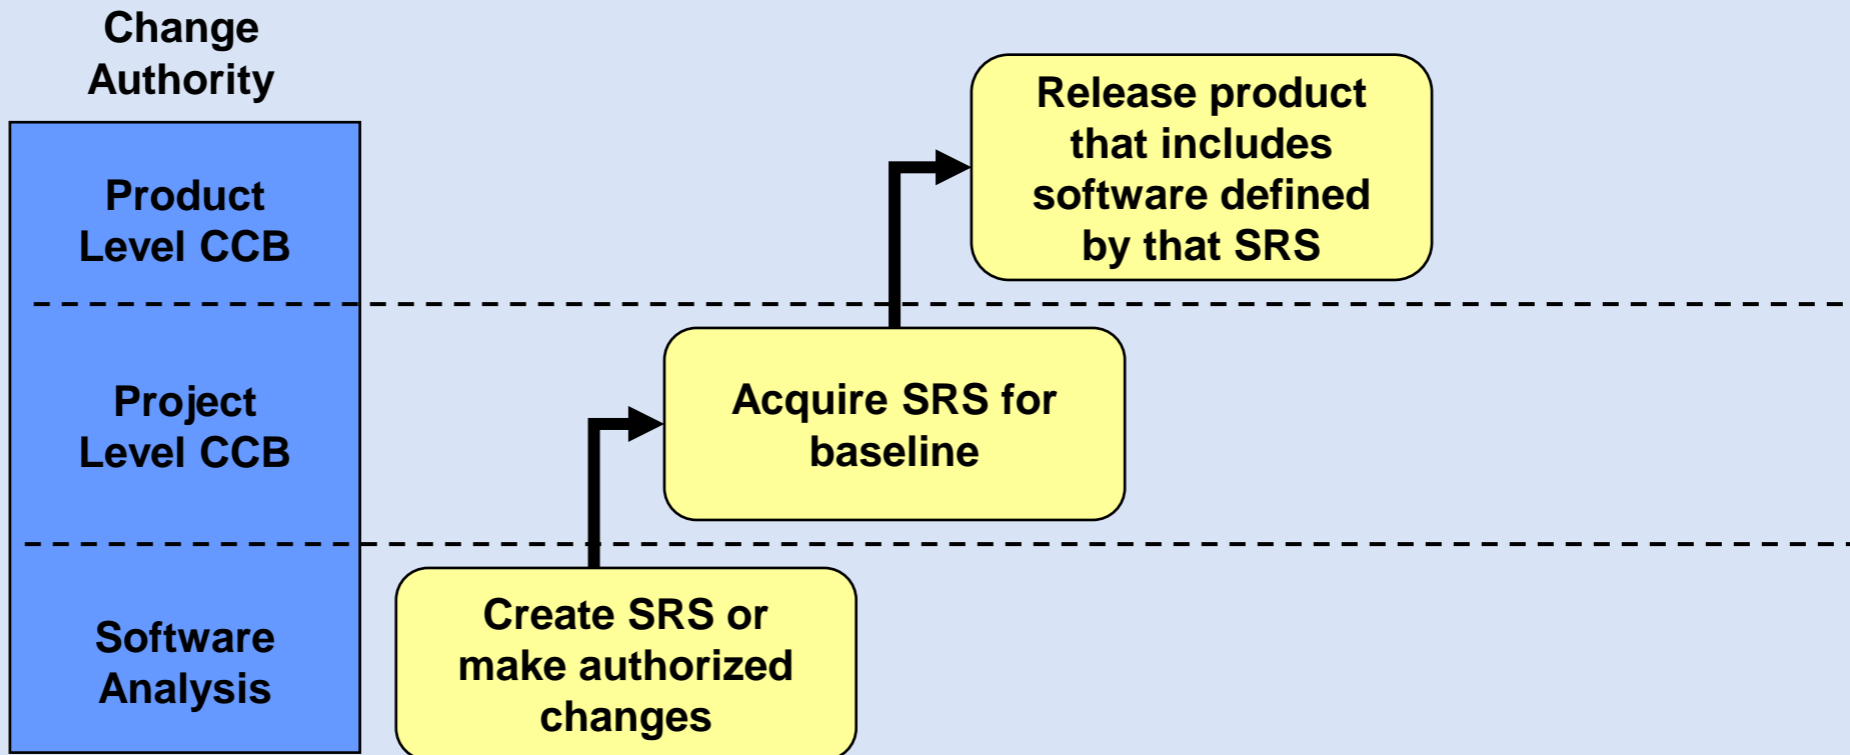 Change
Authority
Product
Level CCB
Project
Level CCB
Software
Analysis
Release product
that includes
software defined
by that SRS
Acquire SRS for
baseline
Create SRS or
make authorized
changes